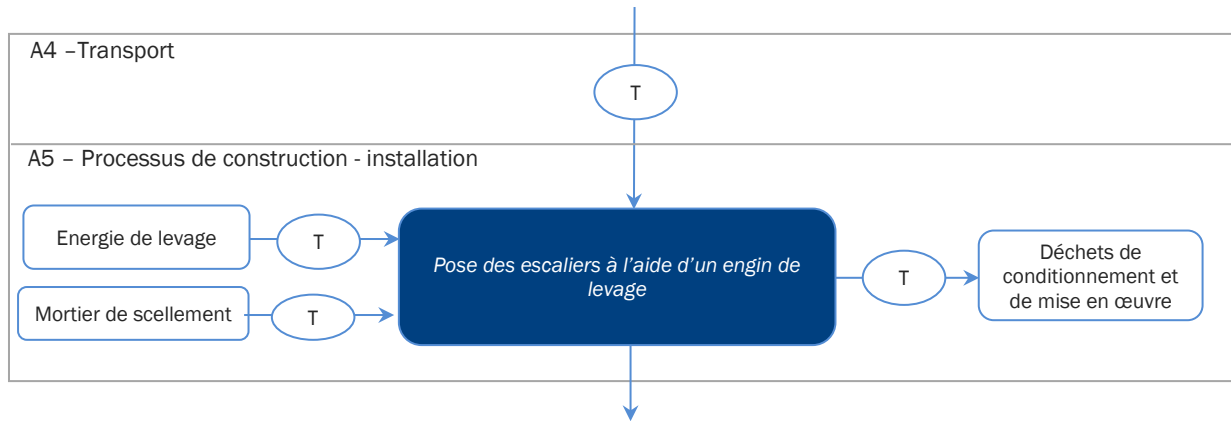 A4 –Transport
T
A5 – Processus de construction - installation
Energie de levage
T
Mortier de scellement
T
Pose des escaliers à l’aide d’un engin de
levage
T
Déchets de
conditionnement et
de mise en œuvre